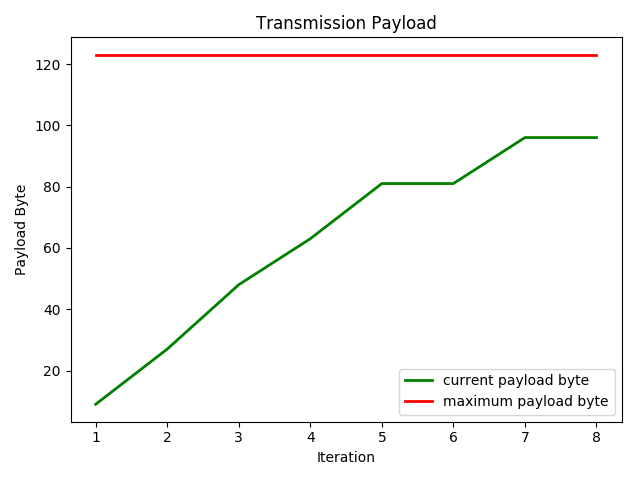 Transmission Payload
120
100
80
60
40
20
Payload Byte
1 2 3 4 5 6 7 8
Iteration
current payload byte
maximum payload byte